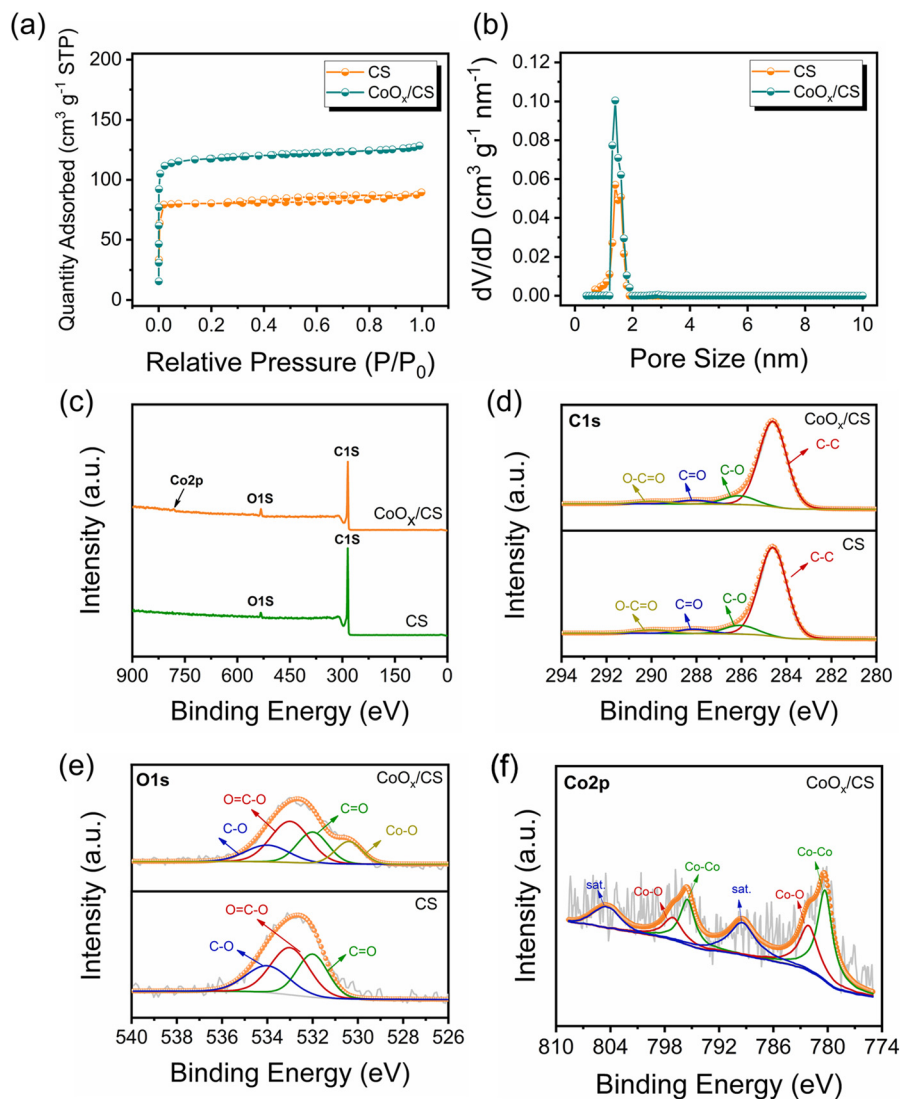 (a)
200
150
100
50
0
Quantity Adsorbed (cm³ g⁻¹ STP)
CS
CoOₓ/CS
0.0 0.2 0.4 0.6 0.8 1.0
Relative Pressure (P/P₀)
(b)
0.12
0.10
0.08
0.06
0.04
0.02
0.00
dV/dD (cm³ g⁻¹ nm⁻¹)
CS
CoOₓ/CS
0 2 4 6 8 10
Pore Size (nm)
(c)
Intensity (a.u.)
Co2p
O1S
C1S
CoOₓ/CS
O1S
C1S
CS
900 750 600 450 300 150 0
Binding Energy (eV)
(d)
Intensity (a.u.)
C1s
CoOₓ/CS
O-C=O
C=O
C-O
C-C
CS
O-C=O
C=O
C-O
C-C
294 292 290 288 286 284 282 280
Binding Energy (eV)
(e)
Intensity (a.u.)
O1s
CoOₓ/CS
O=C-O
C-O
C=O
Co-O
CS
O=C-O
C-O
C=O
540 538 536 534 532 530 528 526
Binding Energy (eV)
(f)
Intensity (a.u.)
Co2p
CoOₓ/CS
sat.
Co-O
Co-Co
sat.
Co-O
Co-Co
810 804 798 792 786 780 774
Binding Energy (eV)